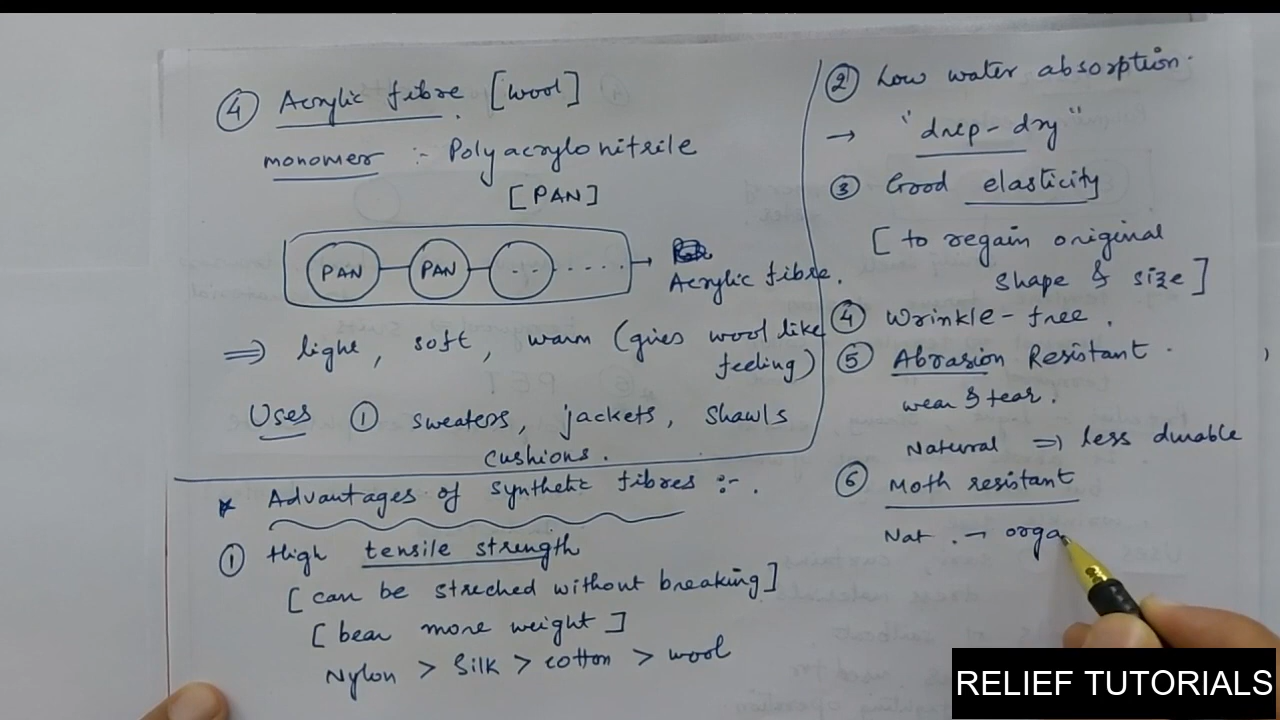 ④ Acrylic fibre [wool]
monomer :- Polyacrylonitrile
[PAN]
PAN PAN .. .....
Acrylic fibre.
⇒ light, soft, warm (gives wool like
feeling)
Uses ① sweaters, jackets, shawls
cushions.
* Advantages of synthetic fibres :-.
① High tensile strength
[can be streched without breaking]
[bear more weight]
Nylon > Silk > cotton > wool
② Low water absorption.
→ "drep-dry"
③ Good elasticity
[to regain original
shape & size]
④ Wrinkle-free.
⑤ Abrasion Resistant.
wear & tear.
Natural ⇒ less durable
⑥ Moth resistant
Nat. → orga
RELIEF TUTORIALS